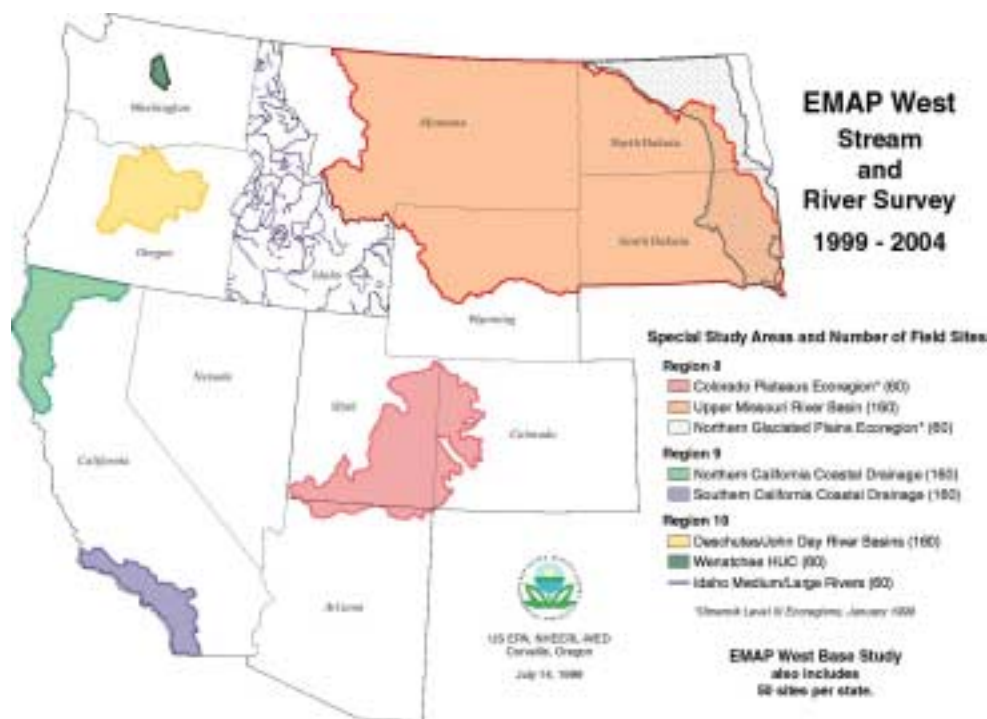 EMAP West
Stream
and
River Survey
1999 - 2004
Washington
Montana
North Dakota
Oregon
Idaho
South Dakota
Wyoming
Nevada
Utah
Colorado
California
Arizona
Special Study Areas and Number of Field Sites
Region 8
Colorado Plateaus Ecoregion* (60)
Upper Missouri River Basin (160)
Northern Glaciated Plains Ecoregion* (60)
Region 9
Northern California Coastal Drainage (160)
Southern California Coastal Drainage (160)
Region 10
Deschutes/John Day River Basins (160)
Wenatchee HUC (60)
Idaho Medium/Large Rivers (60)
*Omernik Level III Ecoregions, January
US EPA, NHEERL-WED
Corvallis, Oregon
July 14,
EMAP West Base Study
also includes
50 sites per state.